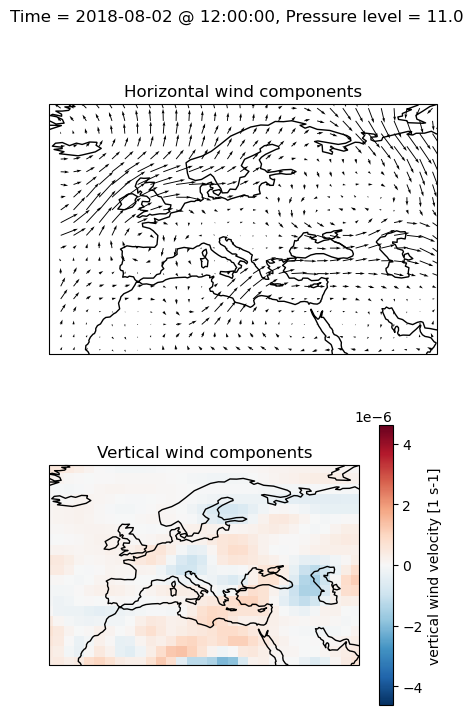 Time = 2018-08-02 @ 12:00:00, Pressure level = 11.0
Horizontal wind components
Vertical wind components
1e−6
4
2
0
−2
−4
vertical wind velocity [1 s-1]